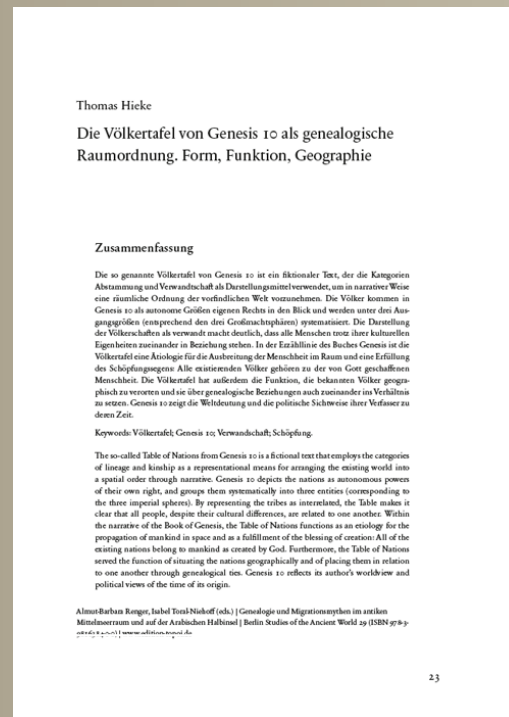 Thomas Hieke
Die Völkertafel von Genesis 10 als genealogische
Raumordnung. Form, Funktion, Geographie
Zusammenfassung
Die so genannte Völkertafel von Genesis 10 ist ein fiktionaler Text, der die Kategorien
Abstammung und Verwandtschaft als Darstellungsmittel verwendet, um in narrativer Weise
eine räumliche Ordnung der vorfindlichen Welt vorzunehmen. Die Völker kommen in
Genesis 10 als autonome Größen eigenen Rechts in den Blick und werden unter drei Aus-
gangsgrößen (entsprechend den drei Großmachtsphären) systematisiert. Die Darstellung
der Völkerschaften als verwandt macht deutlich, dass alle Menschen trotz ihrer kulturellen
Eigenheiten zueinander in Beziehung stehen. In der Erzähllinie des Buches Genesis ist die
Völkertafel eine Ätiologie für die Ausbreitung der Menschheit im Raum und eine Erfüllung
des Schöpfungssegens: Alle existierenden Völker gehören zu der von Gott geschaffenen
Menschheit. Die Völkertafel hat außerdem die Funktion, die bekannten Völker geogra-
phisch zu verorten und sie über genealogische Beziehungen auch zueinander ins Verhältnis
zu setzen. Genesis 10 zeigt die Weltdeutung und die politische Sichtweise ihrer Verfasser zu
deren Zeit.
Keywords: Völkertafel; Genesis 10; Verwandschaft; Schöpfung.
The so-called Table of Nations from Genesis 10 is a fictional text that employs the categories
of lineage and kinship as a representational means for arranging the existing world into
a spatial order through narrative. Genesis 10 depicts the nations as autonomous powers
of their own right, and groups them systematically into three entities (corresponding to
the three imperial spheres). By representing the tribes as interrelated, the Table makes it
clear that all people, despite their cultural differences, are related to one another. Within
the narrative of the Book of Genesis, the Table of Nations functions as an etiology for the
propagation of mankind in space and as a fulfillment of the blessing of creation: All of the
existing nations belong to mankind as created by God. Furthermore, the Table of Nations
served the function of situating the nations geographically and of placing them in relation
to one another through genealogical ties. Genesis 10 reflects its author's worldview and
political views of the time of its origin.
Almut-Barbara Renger, Isabel Toral-Niehoff (eds.) | Genealogie und Migrationsmythen im antiken
Mittelmeerraum und auf der Arabischen Halbinsel | Berlin Studies of the Ancient World 29 (ISBN 978-3-
www.edition-topoi.de
23